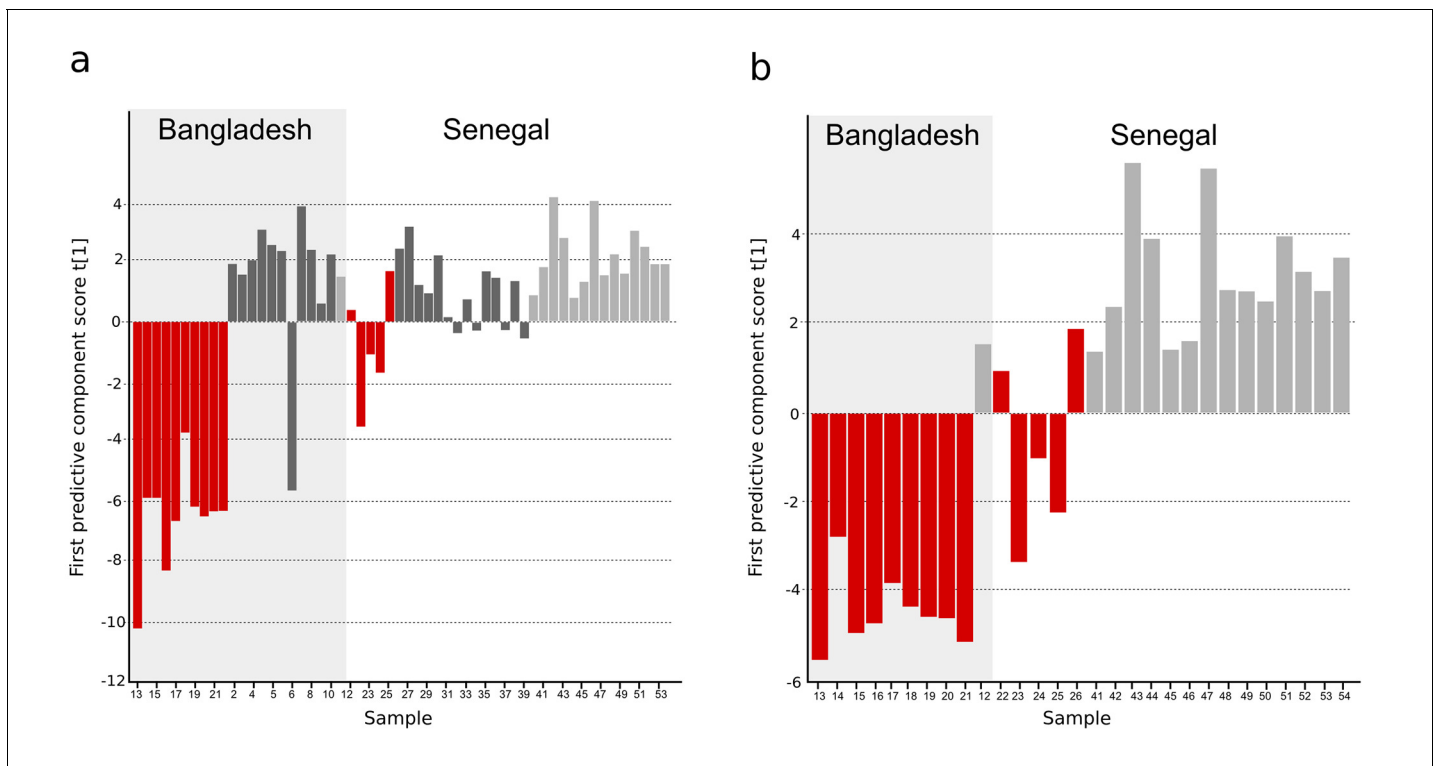 a
Bangladesh
Senegal
First predictive component score t[1]
4
2
0
-2
-4
-6
-8
-10
-12
13 15 17 19 21 2 4 5 6 8 10 12 23 25 27 29 31 33 35 37 39 41 43 45 47 49 51 53
Sample
b
Bangladesh
Senegal
First predictive component score t[1]
4
2
0
-2
-4
-6
13 14 15 16 17 18 19 20 21 12 22 23 24 25 26 41 42 43 44 45 46 47 48 49 50 51 52 53 54
Sample